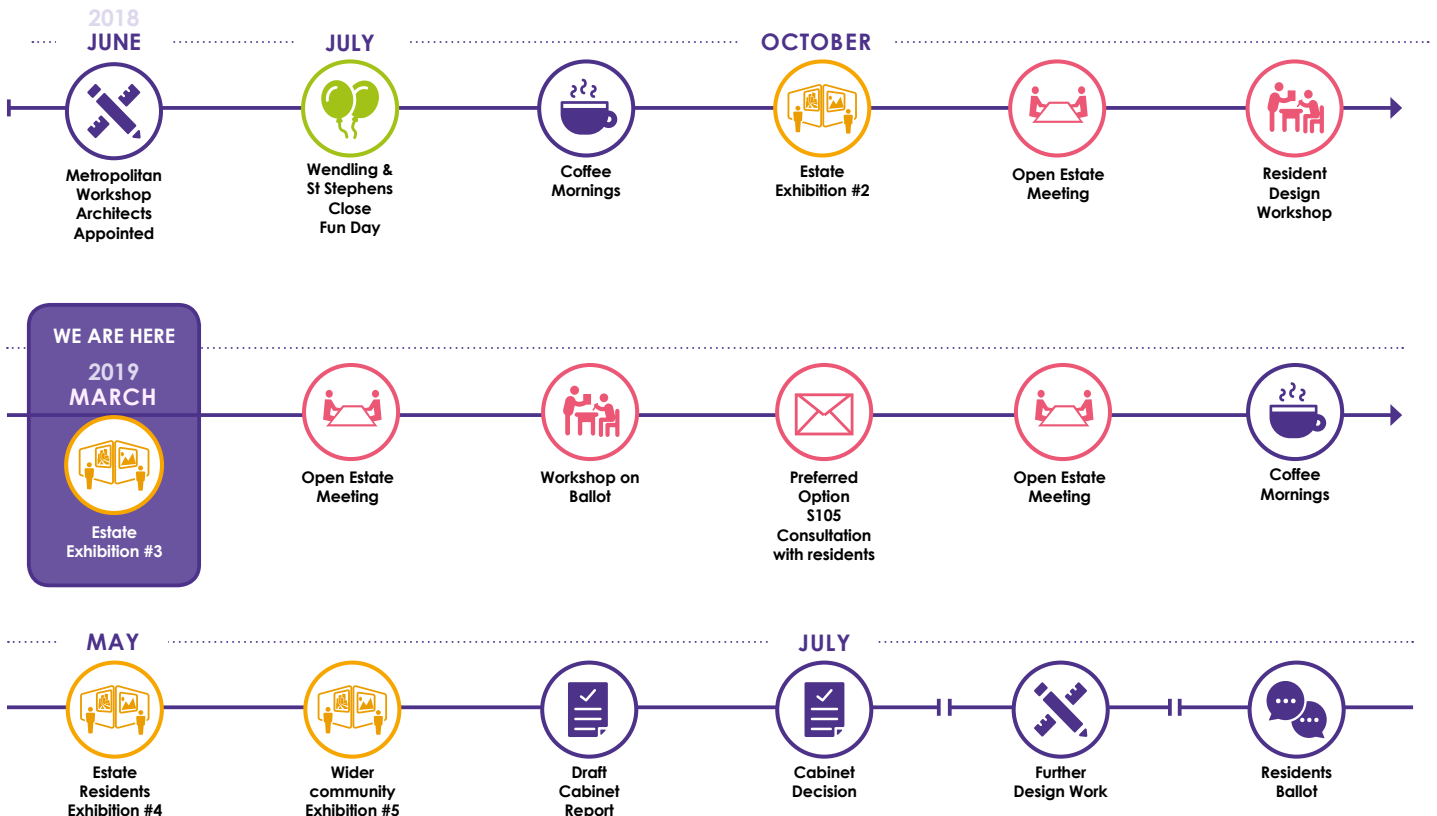 2018
JUNE
JULY
OCTOBER
Metropolitan
Workshop
Architects
Appointed
Wendling &
St Stephens
Close
Fun Day
Coffee
Mornings
Estate
Exhibition #2
Open Estate
Meeting
Resident
Design
Workshop
WE ARE HERE
2019
MARCH
Estate
Exhibition #3
Open Estate
Meeting
Workshop on
Ballot
Preferred
Option
S105
Consultation
with residents
Open Estate
Meeting
Coffee
Mornings
MAY
JULY
Estate
Residents
Exhibition #4
Wider
community
Exhibition #5
Draft
Cabinet
Report
Cabinet
Decision
Further
Design Work
Residents
Ballot